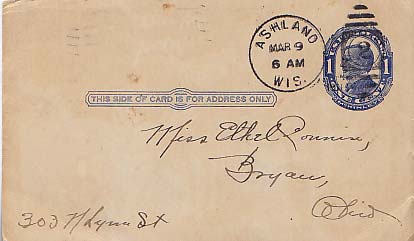 ASHLAND
MAR 9
6 AM
WIS.
1
THIS SIDE OF CARD IS FOR ADDRESS ONLY
Miss Ethel
Bryan,
Ohio
303 N Lynn St